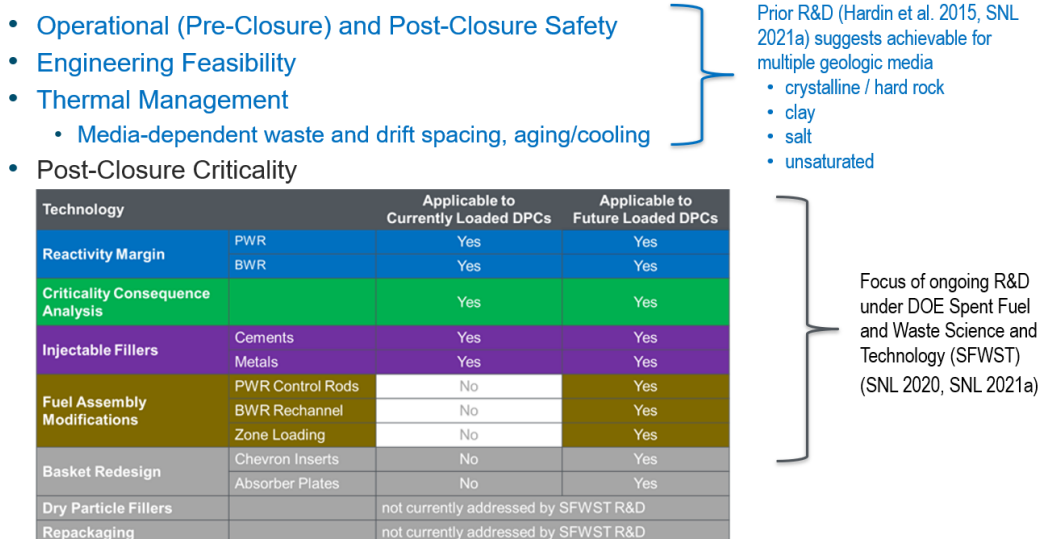 • Operational (Pre-Closure) and Post-Closure Safety
• Engineering Feasibility
• Thermal Management
• Media-dependent waste and drift spacing, aging/cooling
• Post-Closure Criticality
Prior R&D (Hardin et al. 2015, SNL
2021a) suggests achievable for
multiple geologic media
• crystalline / hard rock
• clay
• salt
• unsaturated
Technology
Applicable to
Currently Loaded DPCs
Applicable to
Future Loaded DPCs
Reactivity Margin
PWR Yes Yes
BWR Yes Yes
Criticality Consequence
Analysis
Yes Yes
Injectable Fillers
Cements Yes Yes
Metals Yes Yes
Fuel Assembly
Modifications
PWR Control Rods No Yes
BWR Rechannel No Yes
Zone Loading No Yes
Basket Redesign
Chevron Inserts No Yes
Absorber Plates No Yes
Dry Particle Fillers not currently addressed by SFWST R&D
Repackaging not currently addressed by SFWST R&D
Focus of ongoing R&D
under DOE Spent Fuel
and Waste Science and
Technology (SFWST)
(SNL 2020, SNL 2021a)